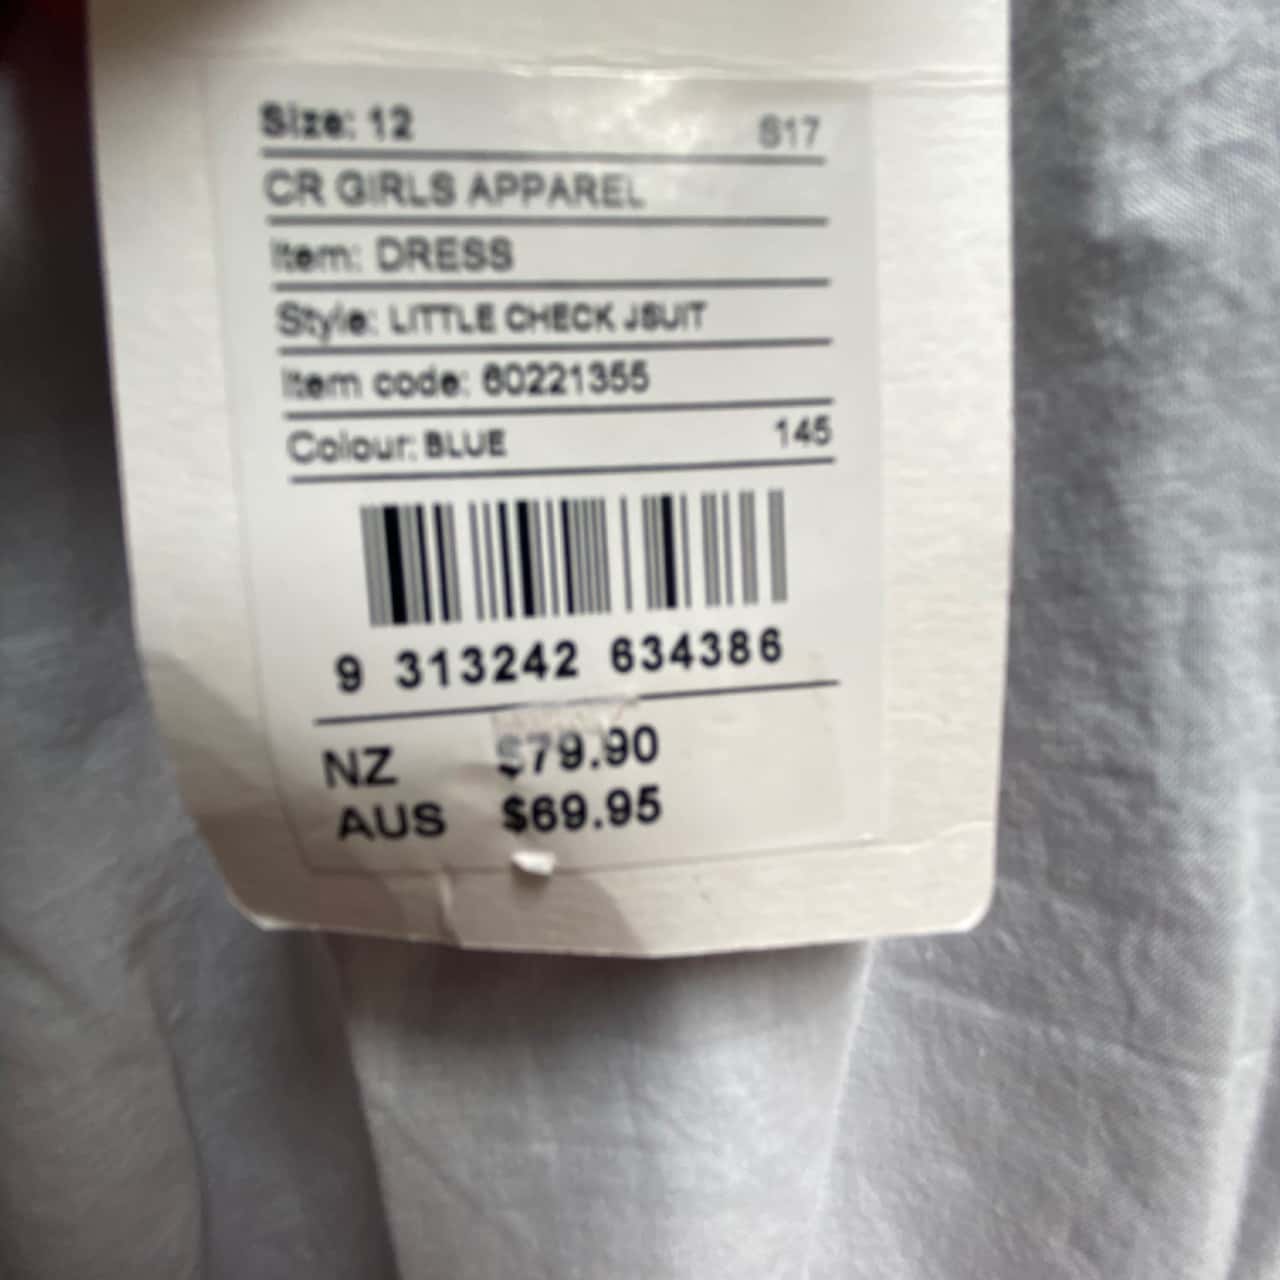 Size: 12 S17
CR GIRLS APPAREL
Item: DRESS
Style: LITTLE CHECK JSUIT
Item code: 60221355
Colour: BLUE 145
9 313242 634386
NZ $79.90
AUS $69.95